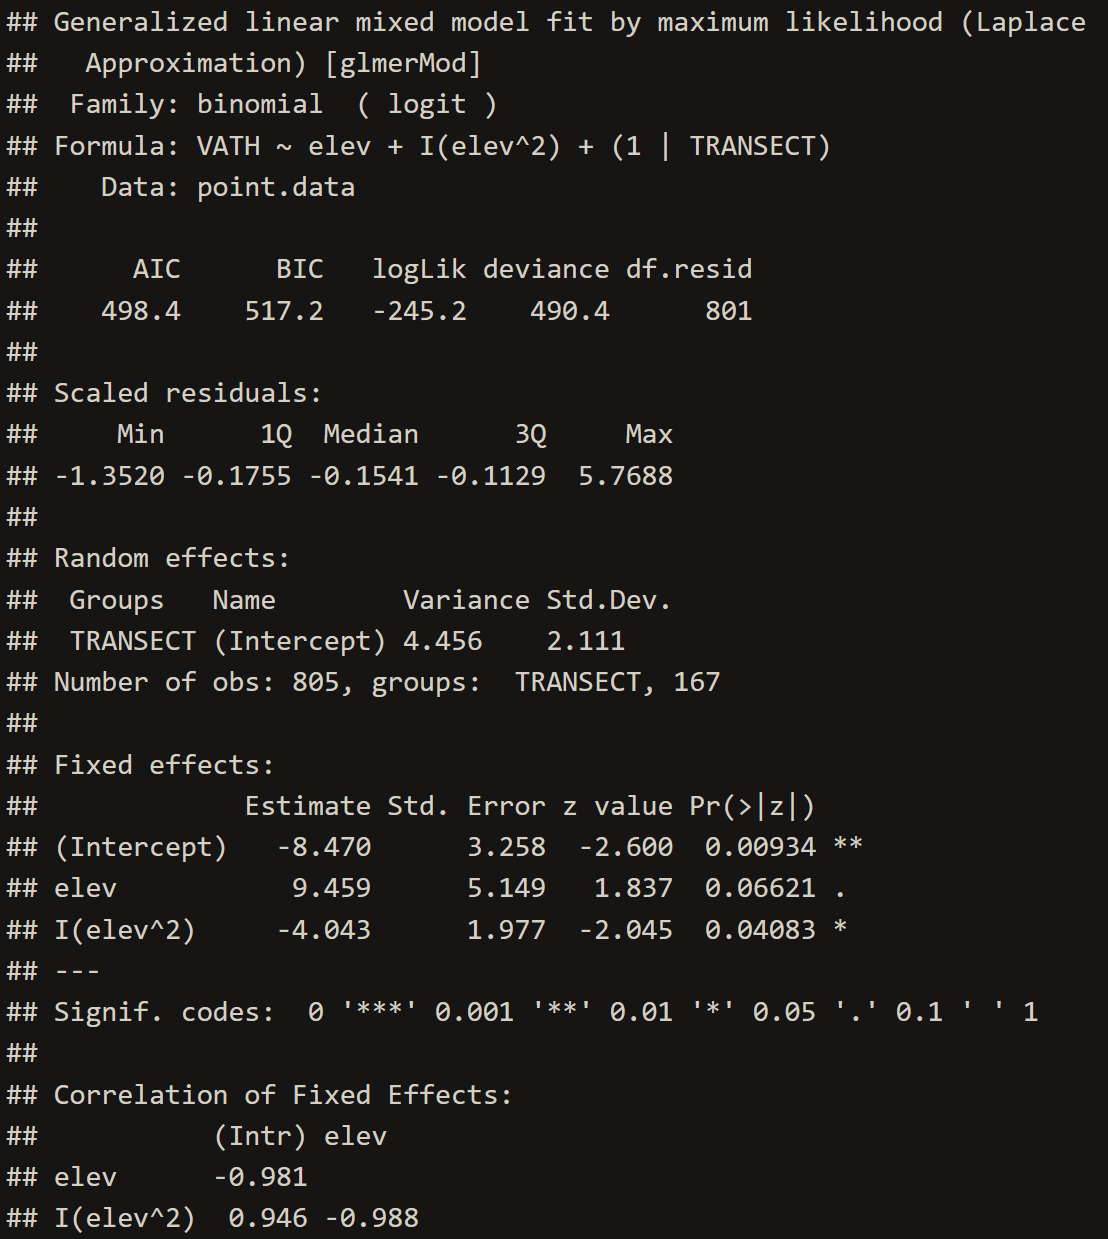 ## Generalized linear mixed model fit by maximum likelihood (Laplace
##   Approximation) [glmerMod]
##  Family: binomial  ( logit )
## Formula: VATH ~ elev + I(elev^2) + (1 | TRANSECT)
##    Data: point.data
##
##      AIC      BIC   logLik deviance df.resid
##    498.4    517.2   -245.2    490.4      801
##
## Scaled residuals:
##     Min      1Q  Median      3Q     Max
## -1.3520 -0.1755 -0.1541 -0.1129  5.7688
##
## Random effects:
##  Groups   Name        Variance Std.Dev.
##  TRANSECT (Intercept) 4.456    2.111
## Number of obs: 805, groups:  TRANSECT, 167
##
## Fixed effects:
##             Estimate Std. Error z value Pr(>|z|)
## (Intercept)   -8.470      3.258  -2.600  0.00934 **
## elev           9.459      5.149   1.837  0.06621 .
## I(elev^2)     -4.043      1.977  -2.045  0.04083 *
## ---
## Signif. codes:  0 '***' 0.001 '**' 0.01 '*' 0.05 '.' 0.1 ' ' 1
##
## Correlation of Fixed Effects:
##           (Intr) elev
## elev      -0.981
## I(elev^2)  0.946 -0.988